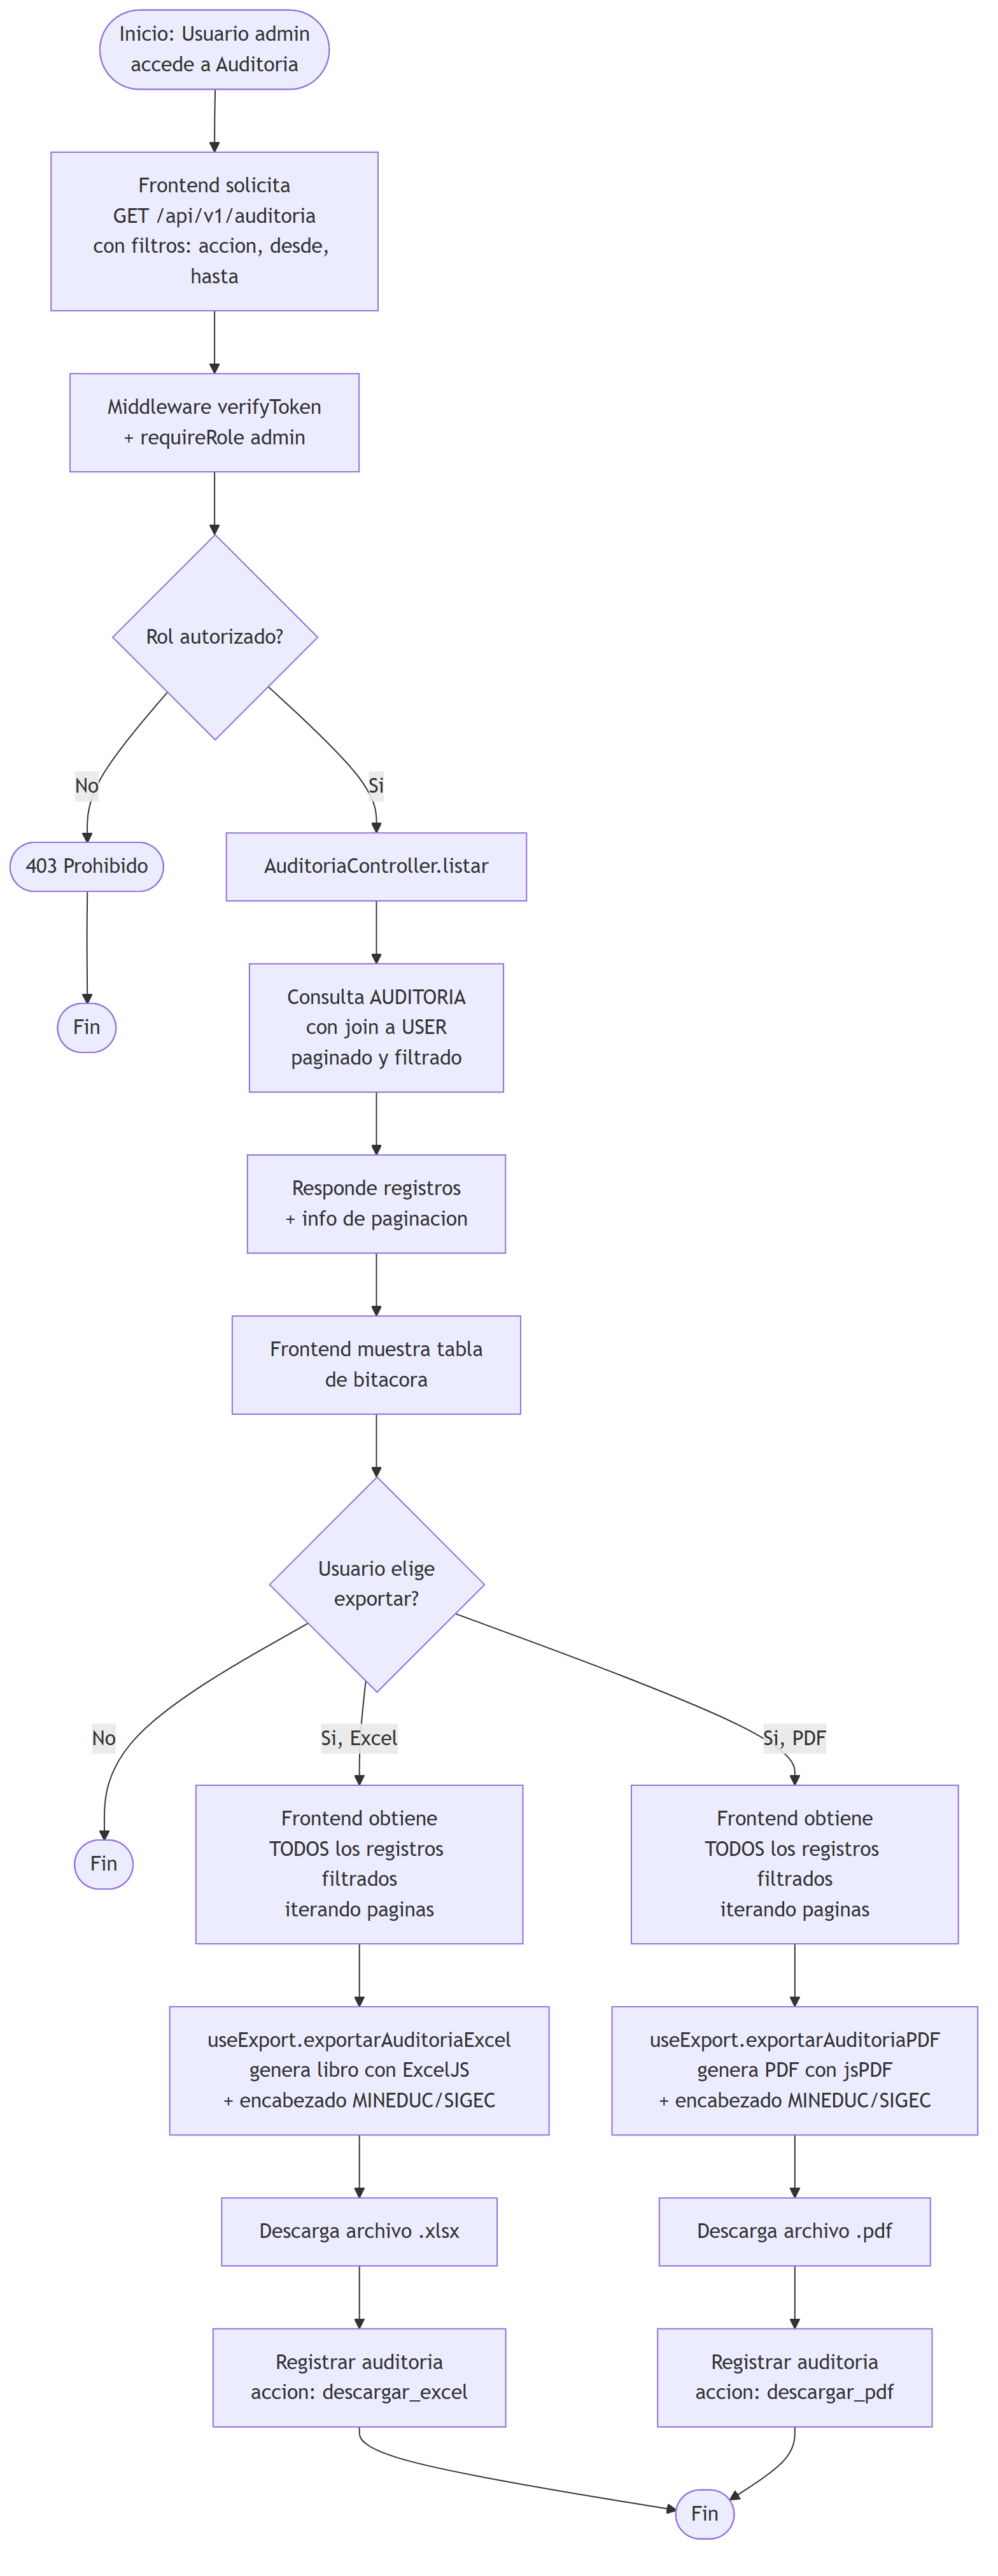 Inicio: Usuario admin
accede a Auditoria
Frontend solicita
GET /api/v1/auditoria
con filtros: accion, desde,
hasta
Middleware verifyToken
+ requireRole admin
Rol autorizado?
No
Si
403 Prohibido
AuditoriaController.listar
Fin
Consulta AUDITORIA
con join a USER
paginado y filtrado
Responde registros
+ info de paginacion
Frontend muestra tabla
de bitacora
Usuario elige
exportar?
No
Si, Excel
Si, PDF
Fin
Frontend obtiene
TODOS los registros
filtrados
iterando paginas
Frontend obtiene
TODOS los registros
filtrados
iterando paginas
useExport.exportarAuditoriaExcel
genera libro con ExcelJS
+ encabezado MINEDUC/SIGEC
useExport.exportarAuditoriaPDF
genera PDF con jsPDF
+ encabezado MINEDUC/SIGEC
Descarga archivo .xlsx
Descarga archivo .pdf
Registrar auditoria
accion: descargar_excel
Registrar auditoria
accion: descargar_pdf
Fin